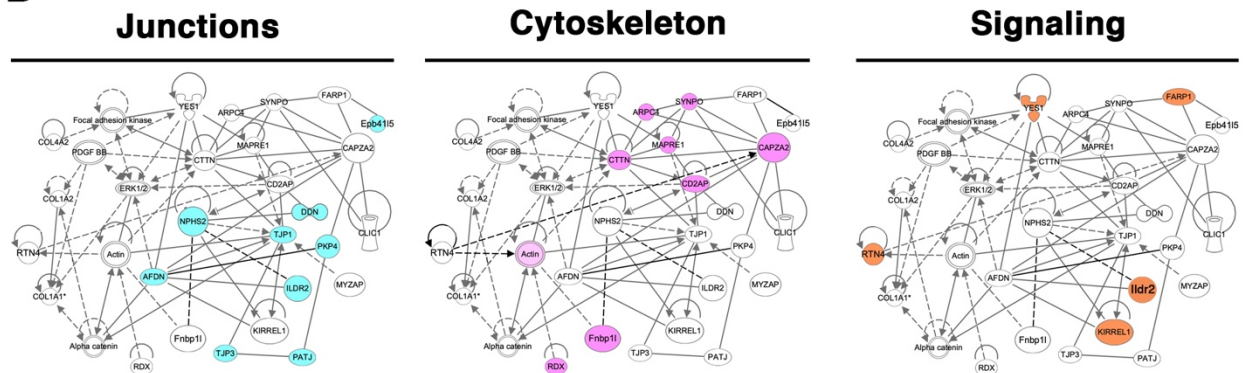 Junctions
YES1
SYNPO
FARP1
ARPC4
Epb41l5
Focal adhesion kinase
COL4A2
MAPRE1
CAPZA2
PDGF BB
CTTN
CD2AP
ERK1/2
COL1A2
NPHS2
DDN
CLIC1
TJP1
RTN4
Actin
PKP4
AFDN
ILDR2
MYZAP
COL1A1*
KIRREL1
Fnbp1l
Alpha catenin
TJP3
PATJ
RDX
Cytoskeleton
YES1
SYNPO
FARP1
ARPC4
Epb41l5
Focal adhesion kinase
COL4A2
MAPRE1
CAPZA2
PDGF BB
CTTN
CD2AP
ERK1/2
COL1A2
NPHS2
DDN
CLIC1
TJP1
RTN4
Actin
PKP4
AFDN
ILDR2
MYZAP
COL1A1*
KIRREL1
Fnbp1l
Alpha catenin
TJP3
PATJ
RDX
Signaling
YES1
SYNPO
FARP1
ARPC4
Epb41l5
Focal adhesion kinase
COL4A2
MAPRE1
CAPZA2
PDGF BB
CTTN
CD2AP
ERK1/2
COL1A2
NPHS2
DDN
CLIC1
TJP1
RTN4
Actin
PKP4
AFDN
Ildr2
MYZAP
COL1A1*
KIRREL1
Fnbp1l
Alpha catenin
TJP3
PATJ
RDX